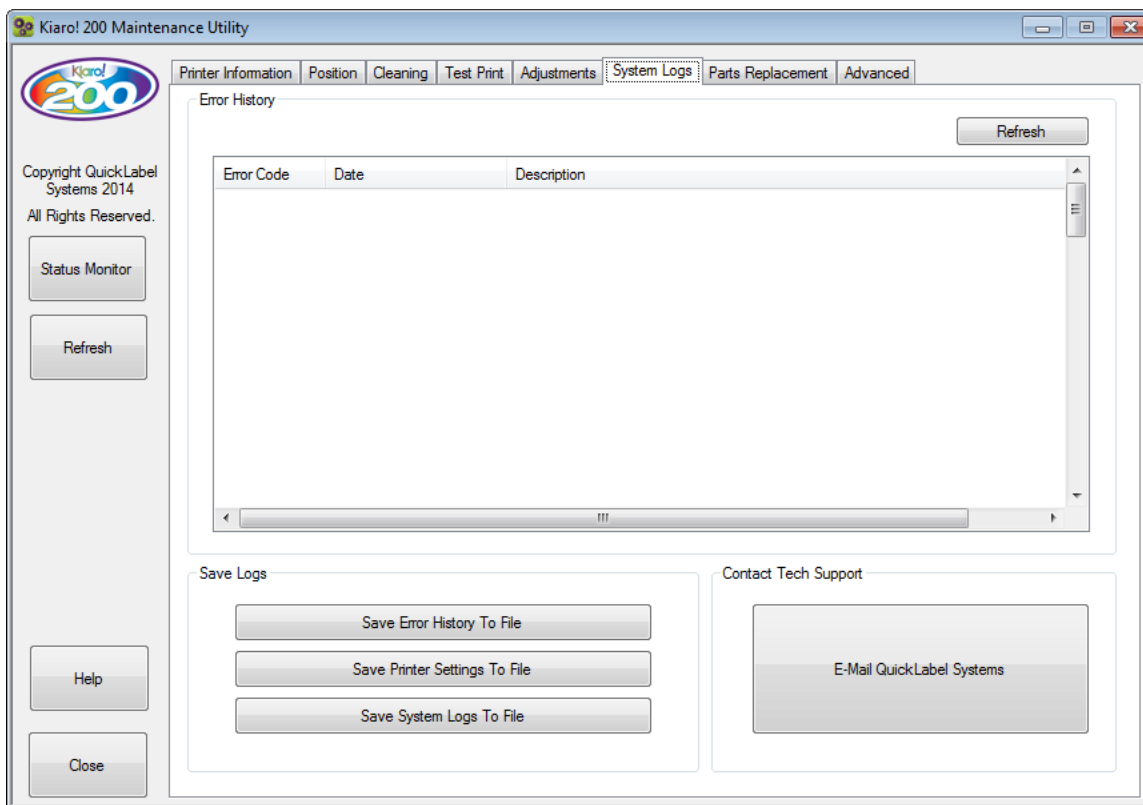 Kiaro! 200 Maintenance Utility
Kiaro!
200
Copyright QuickLabel
Systems 2014
All Rights Reserved.
Status Monitor
Refresh
Help
Close
Printer Information
Position
Cleaning
Test Print
Adjustments
System Logs
Parts Replacement
Advanced
Error History
Refresh
Error Code Date Description
Save Logs
Save Error History To File
Save Printer Settings To File
Save System Logs To File
Contact Tech Support
E-Mail QuickLabel Systems